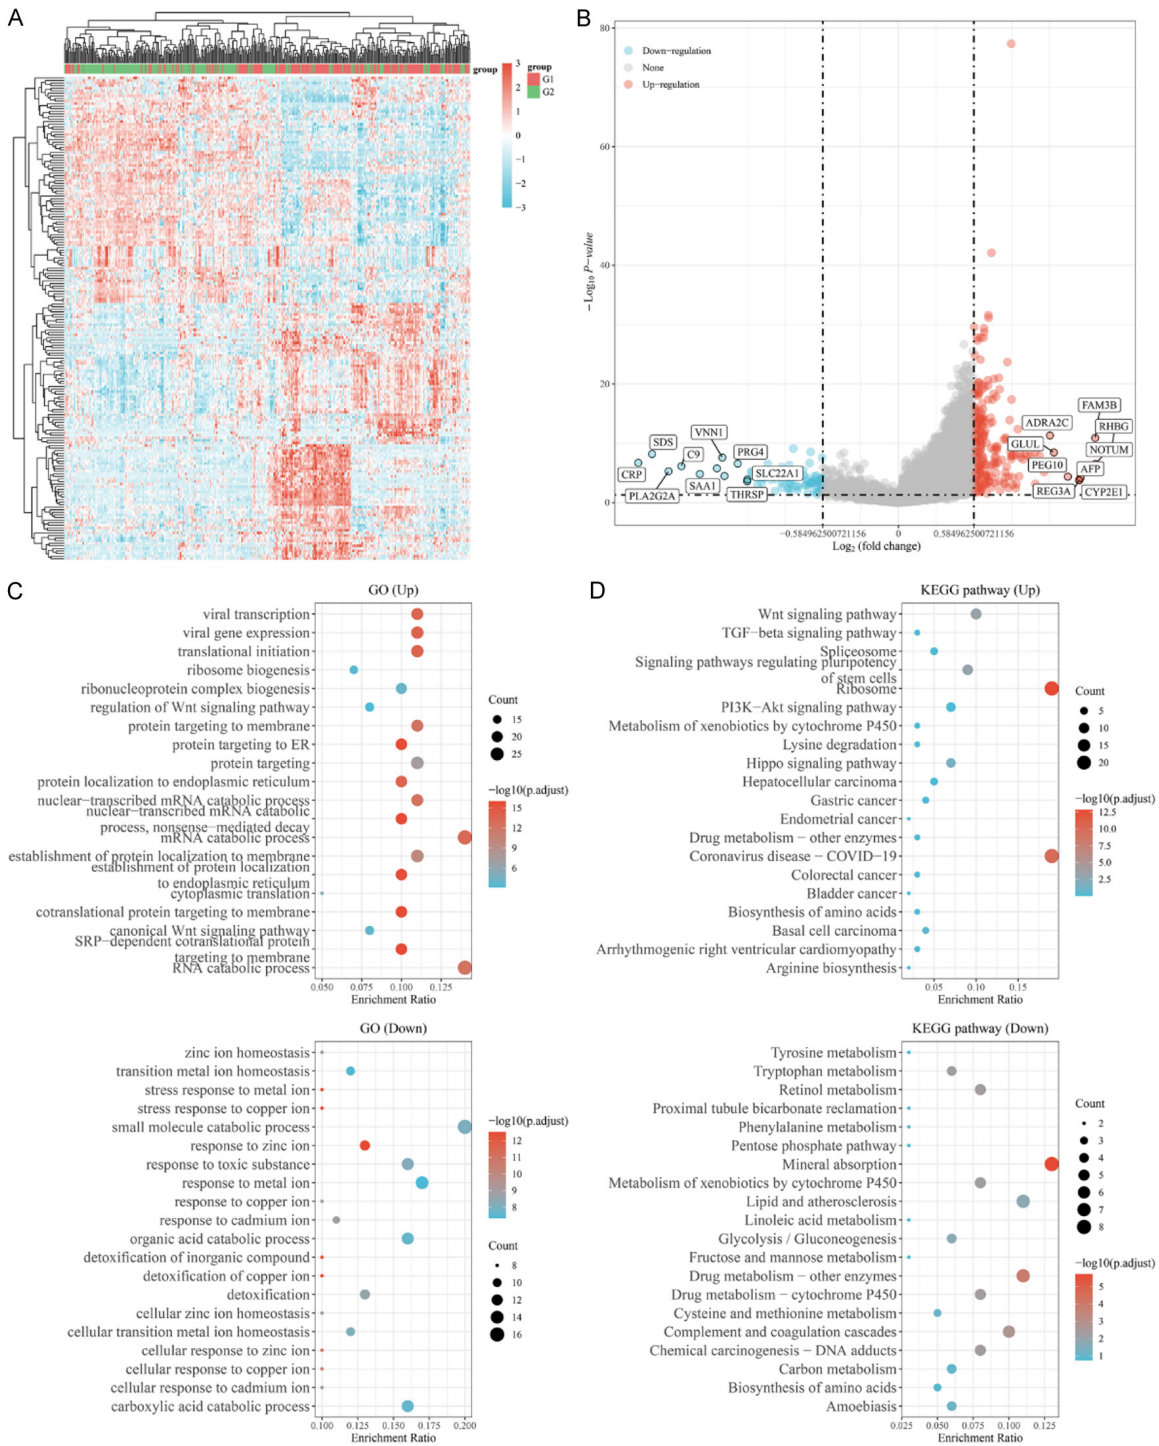 A
group
3
2
1
0
−1
−2
−3
group
G1
G2
B
80
60
40
20
0
−Log10 P−value
Down-regulation
None
Up-regulation
CRP
SDS
PLA2G2A
C9
VNN1
SAA1
PRG4
SLC22A1
THRSP
ADRA2C
GLUL
PEG10
REG3A
FAM3B
RHBG
NOTUM
AFP
CYP2E1
−0.584962500721156
0
0.584962500721156
Log2 (fold change)
C
GO (Up)
viral transcription
viral gene expression
translational initiation
ribosome biogenesis
ribonucleoprotein complex biogenesis
regulation of Wnt signaling pathway
protein targeting to membrane
protein targeting to ER
protein targeting
protein localization to endoplasmic reticulum
nuclear−transcribed mRNA catabolic process
nuclear−transcribed mRNA catabolic
process, nonsense−mediated decay
mRNA catabolic process
establishment of protein localization to membrane
establishment of protein localization
to endoplasmic reticulum
cytoplasmic translation
cotranslational protein targeting to membrane
canonical Wnt signaling pathway
SRP−dependent cotranslational protein
targeting to membrane
RNA catabolic process
0.050 0.075 0.100 0.125
Enrichment Ratio
Count
15
20
25
−log10(p.adjust)
15
12
9
6
D
KEGG pathway (Up)
Wnt signaling pathway
TGF−beta signaling pathway
Spliceosome
Signaling pathways regulating pluripotency
of stem cells
Ribosome
PI3K−Akt signaling pathway
Metabolism of xenobiotics by cytochrome P450
Lysine degradation
Hippo signaling pathway
Hepatocellular carcinoma
Gastric cancer
Endometrial cancer
Drug metabolism − other enzymes
Coronavirus disease − COVID−19
Colorectal cancer
Bladder cancer
Biosynthesis of amino acids
Basal cell carcinoma
Arrhythmogenic right ventricular cardiomyopathy
Arginine biosynthesis
0.05 0.10 0.15
Enrichment Ratio
Count
5
10
15
20
−log10(p.adjust)
12.5
10.0
7.5
5.0
2.5
GO (Down)
zinc ion homeostasis
transition metal ion homeostasis
stress response to metal ion
stress response to copper ion
small molecule catabolic process
response to zinc ion
response to toxic substance
response to metal ion
response to copper ion
response to cadmium ion
organic acid catabolic process
detoxification of inorganic compound
detoxification of copper ion
detoxification
cellular zinc ion homeostasis
cellular transition metal ion homeostasis
cellular response to zinc ion
cellular response to copper ion
cellular response to cadmium ion
carboxylic acid catabolic process
0.100 0.125 0.150 0.175 0.200
Enrichment Ratio
−log10(p.adjust)
12
11
10
9
8
Count
8
10
12
14
16
KEGG pathway (Down)
Tyrosine metabolism
Tryptophan metabolism
Retinol metabolism
Proximal tubule bicarbonate reclamation
Phenylalanine metabolism
Pentose phosphate pathway
Mineral absorption
Metabolism of xenobiotics by cytochrome P450
Lipid and atherosclerosis
Linoleic acid metabolism
Glycolysis / Gluconeogenesis
Fructose and mannose metabolism
Drug metabolism − other enzymes
Drug metabolism − cytochrome P450
Cysteine and methionine metabolism
Complement and coagulation cascades
Chemical carcinogenesis − DNA adducts
Carbon metabolism
Biosynthesis of amino acids
Amoebiasis
0.025 0.050 0.075 0.100 0.125
Enrichment Ratio
Count
2
3
4
5
6
7
8
−log10(p.adjust)
5
4
3
2
1